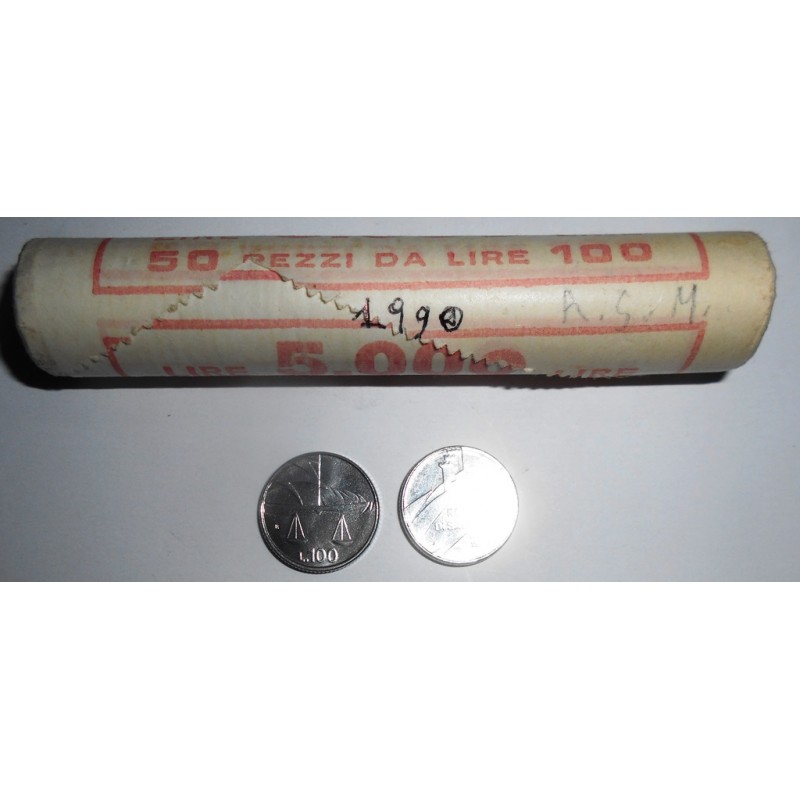 50 PEZZI DA LIRE 100
1990
R.S.M.
LIRE 5.000 LIRE
L.100